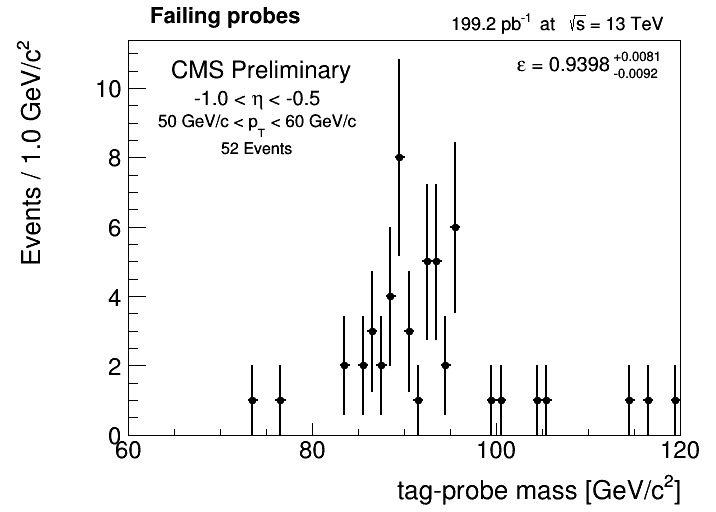 Failing probes
199.2 pb⁻¹ at √s = 13 TeV
CMS Preliminary
ε = 0.9398 +0.0081 -0.0092
-1.0 < η < -0.5
50 GeV/c < p_T < 60 GeV/c
52 Events
Events / 1.0 GeV/c²
10
8
6
4
2
0
60 80 100 120
tag-probe mass [GeV/c²]